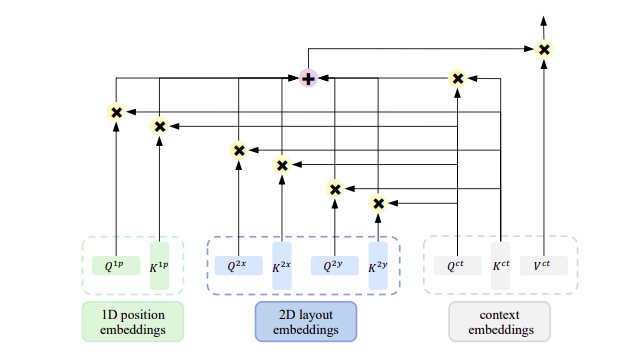 Q^{1p} K^{1p} Q^{2x} K^{2x} Q^{2y} K^{2y} Q^{ct} K^{ct} V^{ct}
1D position
embeddings
2D layout
embeddings
context
embeddings